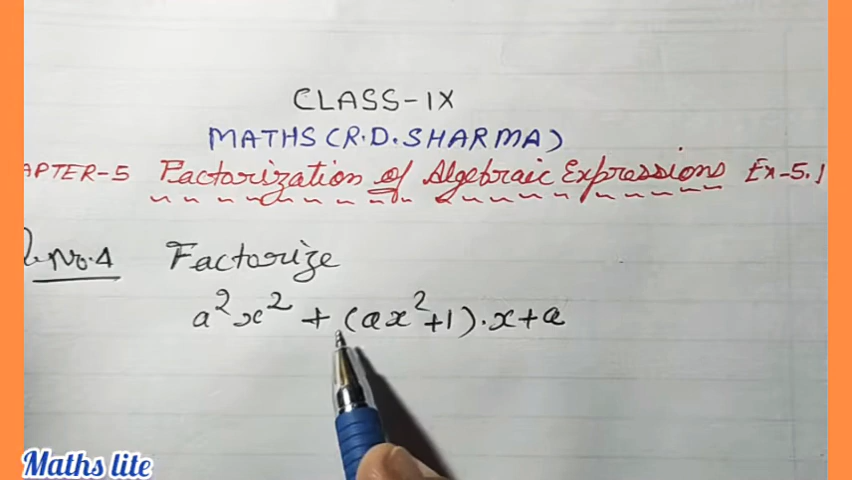 CLASS-IX
MATHS (R.D. SHARMA)
APTER-5 Factorization of Algebraic Expressions Ex-5.1
Q.No.4 Factorize
a²x² + (ax²+1).x+a
Maths lite